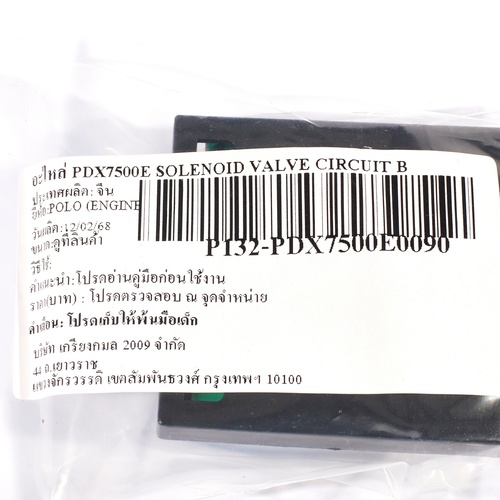 อะไหล่ PDX7500E SOLENOID VALVE CIRCUIT B
ประเทศผลิต: จีน
ยี่ห้อ:POLO (ENGINE
วันผลิต:12/02/68
ขนาด:ดูที่สินค้า
PT32-PDX7500E0090
วิธีใช้:
คำแนะนำ:โปรดอ่านคู่มือก่อนใช้งาน
ราคา(บาท) : โปรดตรวจสอบ ณ จุดจำหน่าย
คำเตือน: โปรดเก็บให้พ้นมือเด็ก
บริษัท เกรียงกมล 2009 จำกัด
44 ถ.เยาวราช
แขวงจักรวรรดิ เขตสัมพันธวงศ์ กรุงเทพฯ 10100